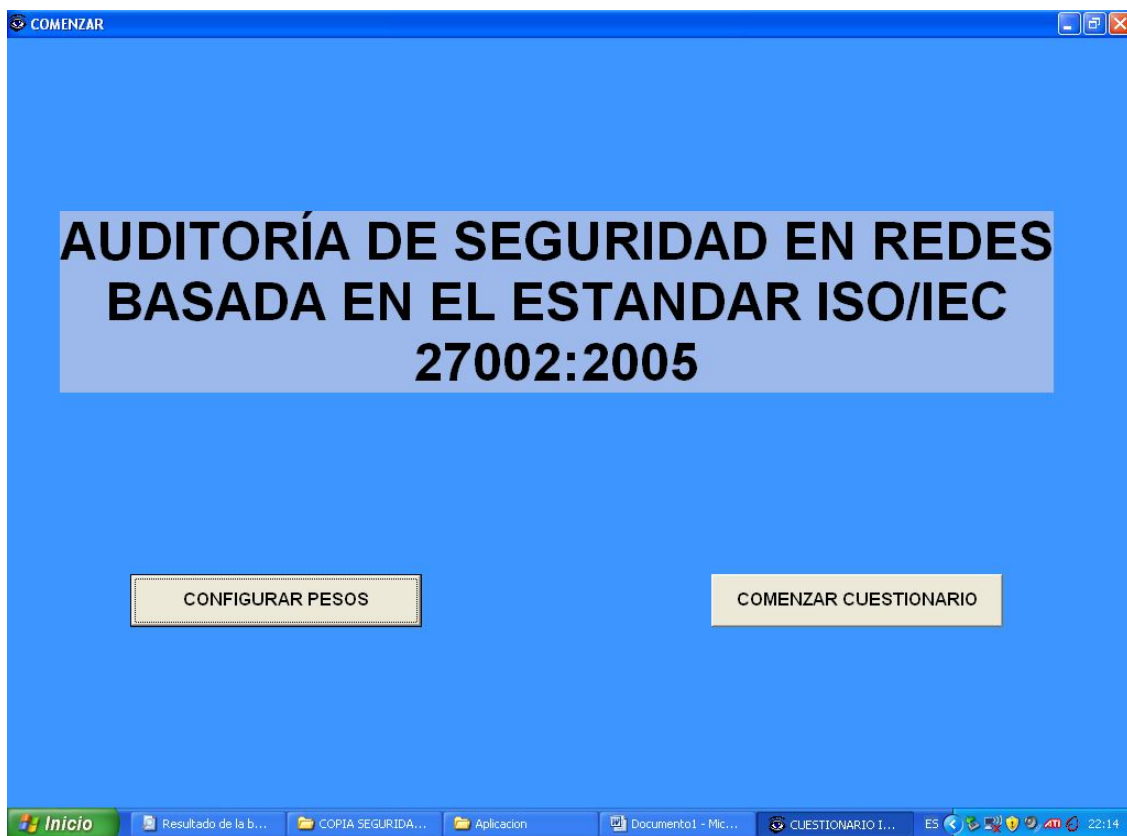 COMENZAR
AUDITORÍA DE SEGURIDAD EN REDES
BASADA EN EL ESTANDAR ISO/IEC
27002:2005
CONFIGURAR PESOS
COMENZAR CUESTIONARIO
Inicio
Resultado de la b...
COPIA SEGURIDA...
Aplicacion
Documento1 - Mic...
CUESTIONARIO I...
ES
ATI
22:14